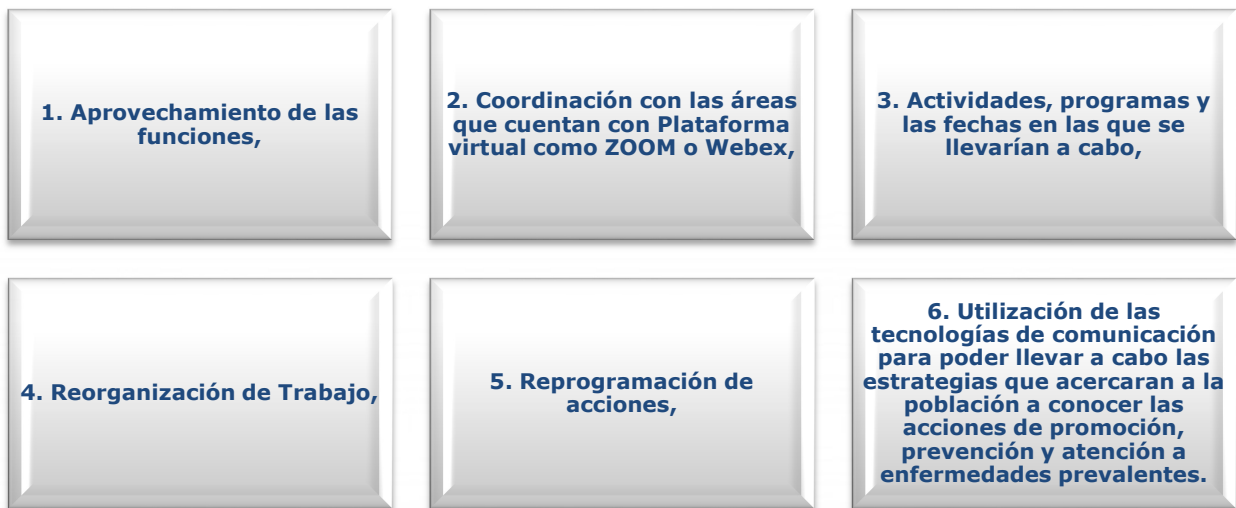 1. Aprovechamiento de las
funciones,
2. Coordinación con las áreas
que cuentan con Plataforma
virtual como ZOOM o Webex,
3. Actividades, programas y
las fechas en las que se
llevarían a cabo,
4. Reorganización de Trabajo,
5. Reprogramación de
acciones,
6. Utilización de las
tecnologías de comunicación
para poder llevar a cabo las
estrategias que acercaran a la
población a conocer las
acciones de promoción,
prevención y atención a
enfermedades prevalentes.